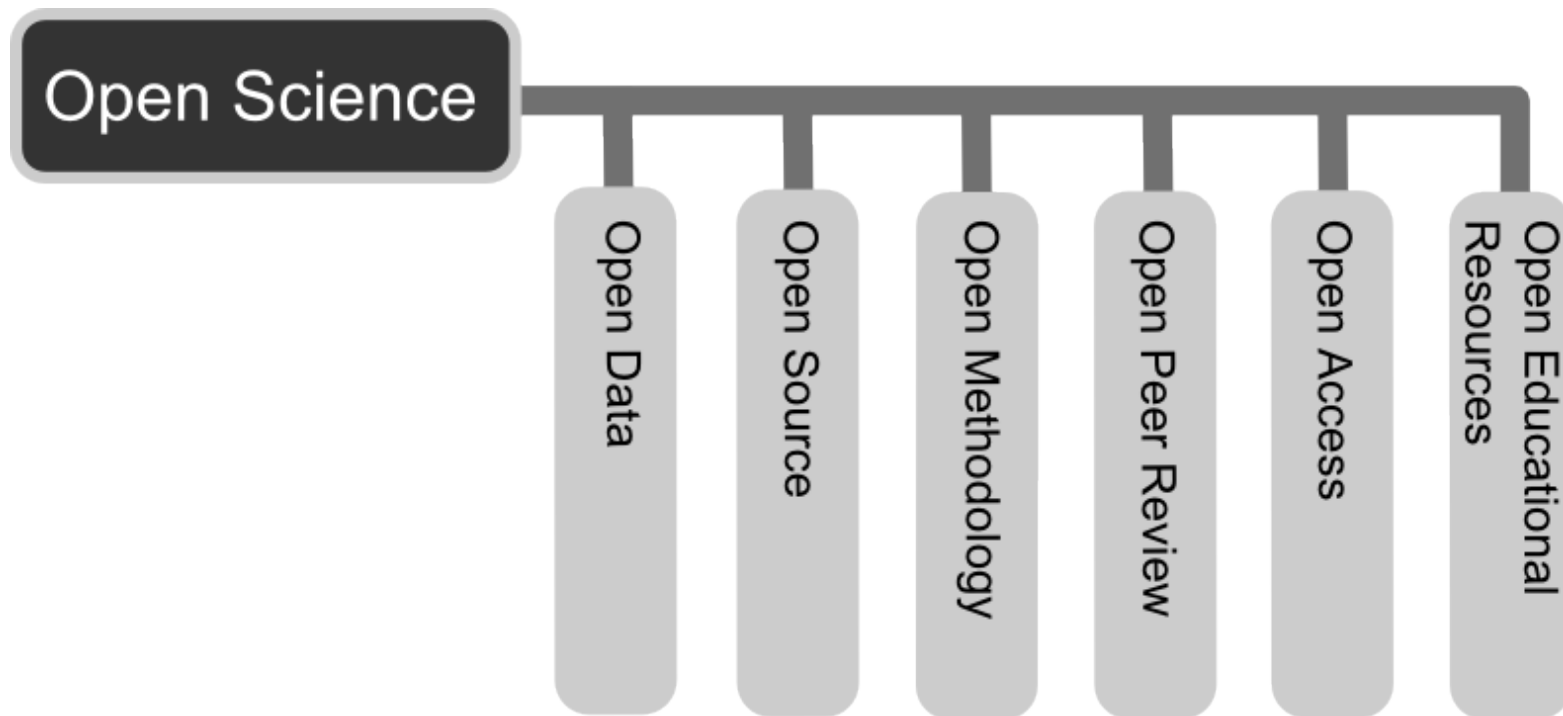 Open Science
Open Data
Open Source
Open Methodology
Open Peer Review
Open Access
Open Educational
Resources